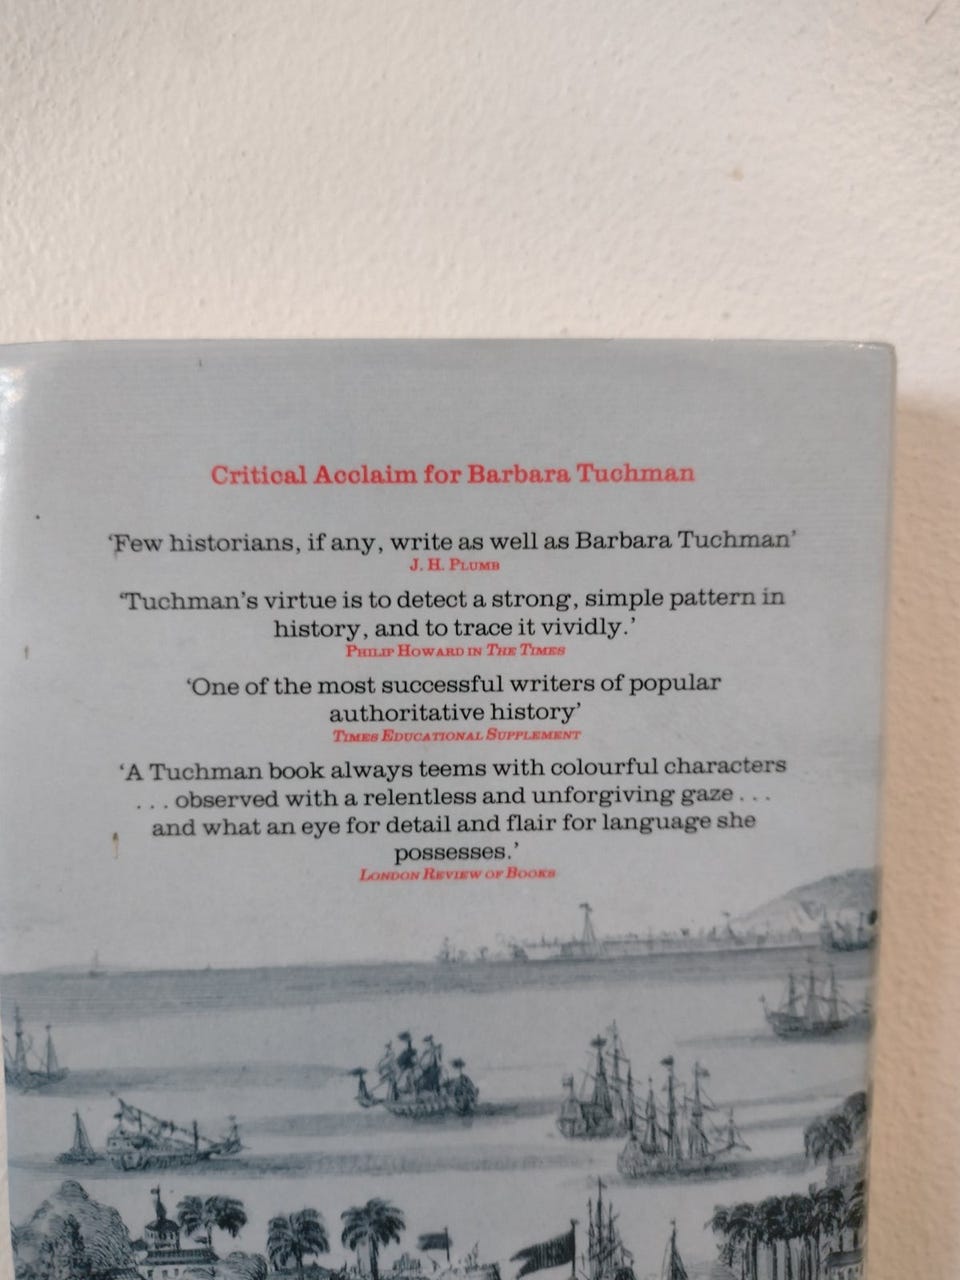 Critical Acclaim for Barbara Tuchman
‘Few historians, if any, write as well as Barbara Tuchman’
J. H. Plumb
‘Tuchman’s virtue is to detect a strong, simple pattern in
history, and to trace it vividly.’
Philip Howard in The Times
‘One of the most successful writers of popular
authoritative history’
Times Educational Supplement
‘A Tuchman book always teems with colourful characters
. . . observed with a relentless and unforgiving gaze . . .
and what an eye for detail and flair for language she
possesses.’
London Review of Books